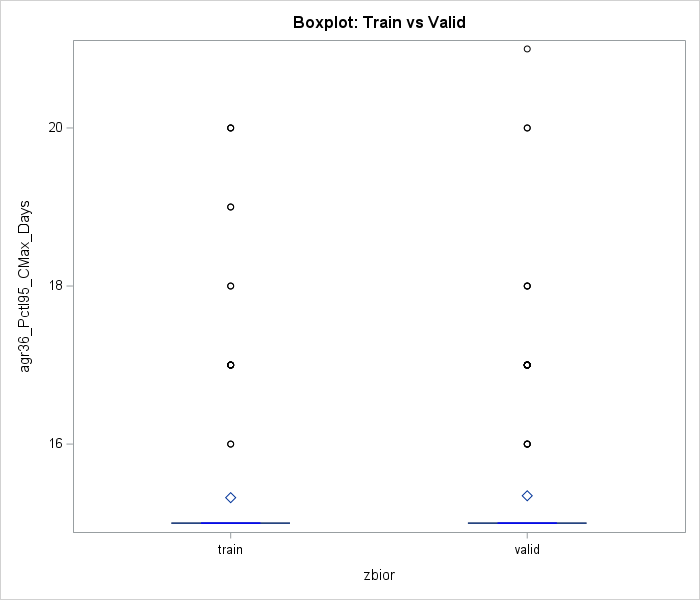 Boxplot: Train vs Valid
agr36_Pctl95_CMax_Days
20
18
16
train
valid
zbior